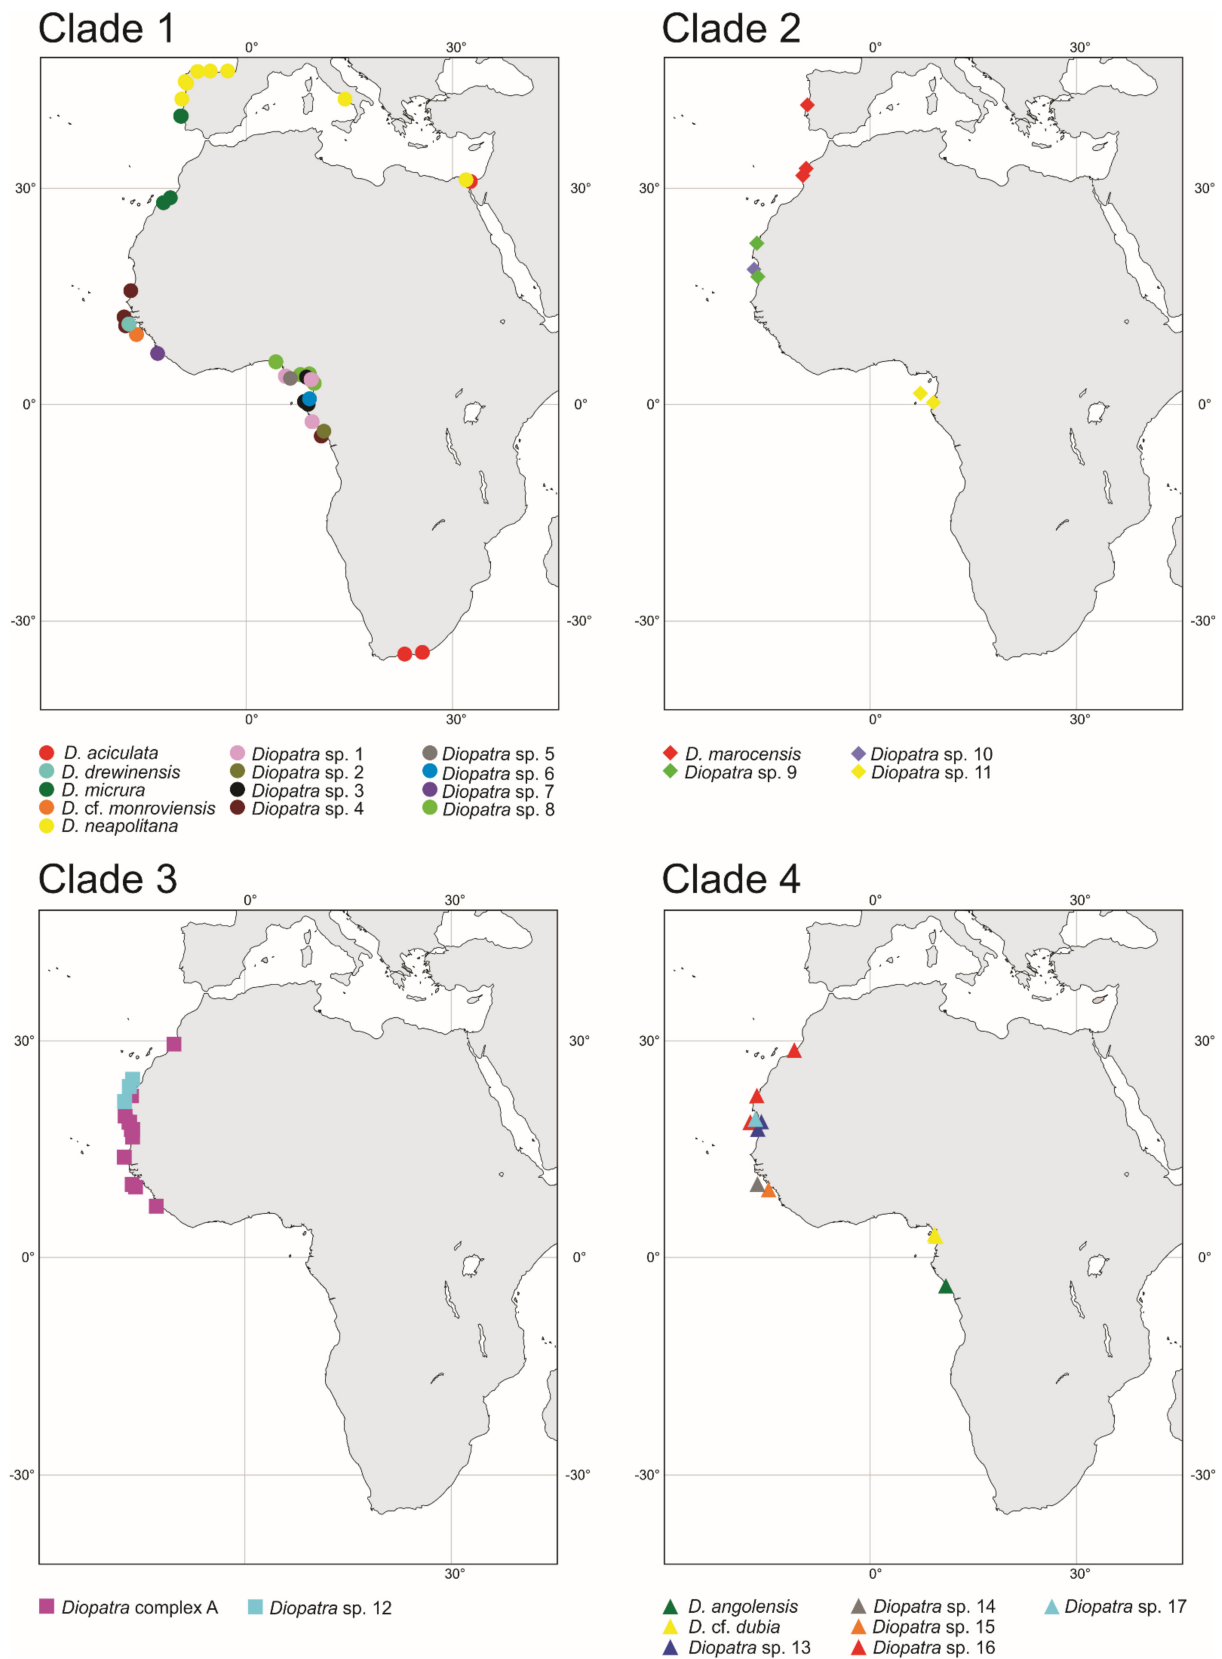 Clade 1
0° 30°
30° 30°
0° 0°
-30° -30°
0° 30°
D. aciculata
D. drewinensis
D. micrura
D. cf. monroviensis
D. neapolitana
Diopatra sp. 1
Diopatra sp. 2
Diopatra sp. 3
Diopatra sp. 4
Diopatra sp. 5
Diopatra sp. 6
Diopatra sp. 7
Diopatra sp. 8
Clade 2
0° 30°
30° 30°
0° 0°
-30° -30°
0° 30°
D. marocensis
Diopatra sp. 9
Diopatra sp. 10
Diopatra sp. 11
Clade 3
0° 30°
30° 30°
0° 0°
-30° -30°
30°
Diopatra complex A
Diopatra sp. 12
Clade 4
0° 30°
30° 30°
0° 0°
-30° -30°
0° 30°
D. angolensis
D. cf. dubia
Diopatra sp. 13
Diopatra sp. 14
Diopatra sp. 15
Diopatra sp. 16
Diopatra sp. 17